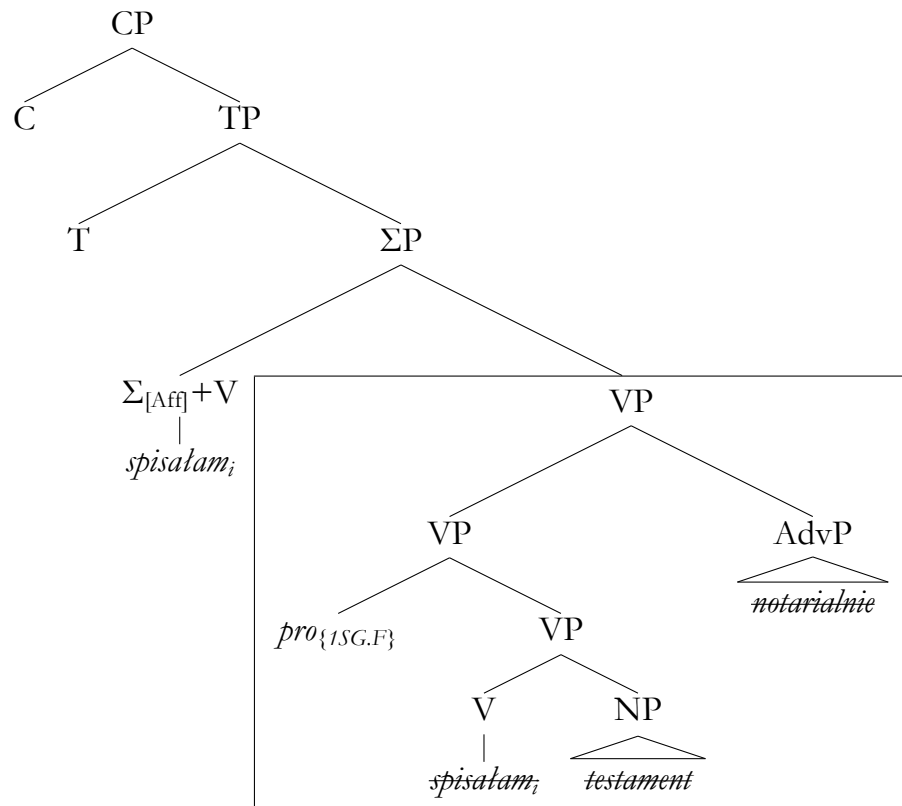 CP
C TP
T ΣP
Σ[Aff]+V VP
spisałamᵢ
VP AdvP
notarialnie
pro{1SG.F} VP
V NP
spisałamᵢ testament